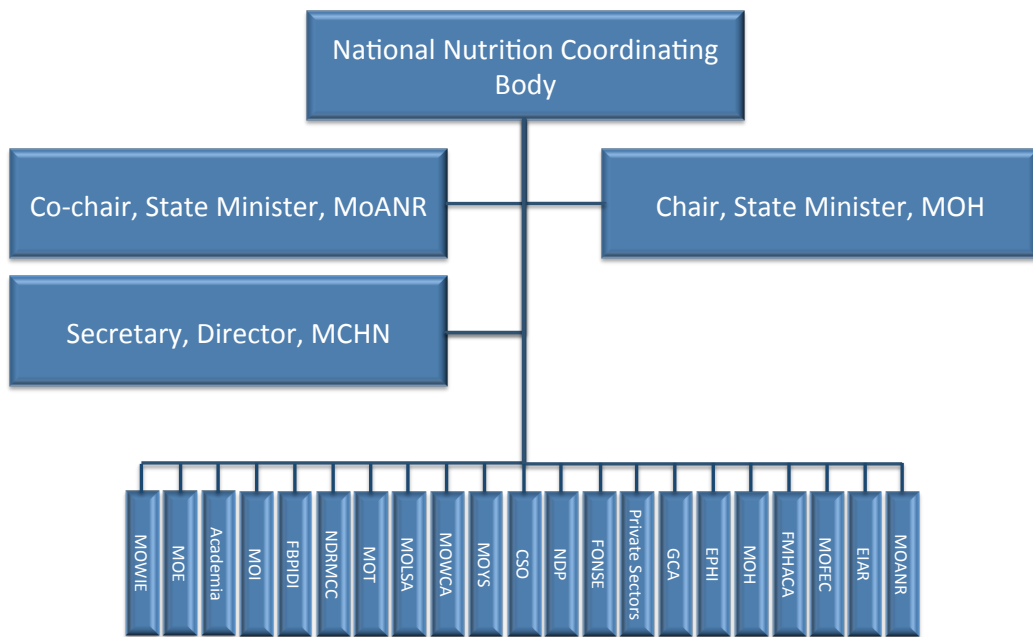 National Nutrition Coordinating
Body
Co-chair, State Minister, MoANR
Chair, State Minister, MOH
Secretary, Director, MCHN
MOWIE
MOE
Academia
MOI
FBPIDI
NDRMCC
MOT
MOLSA
MOWCA
MOYS
CSO
NDP
FONSE
Private Sectors
GCA
EPHI
MOH
FMHACA
MOFEC
EIAR
MOANR